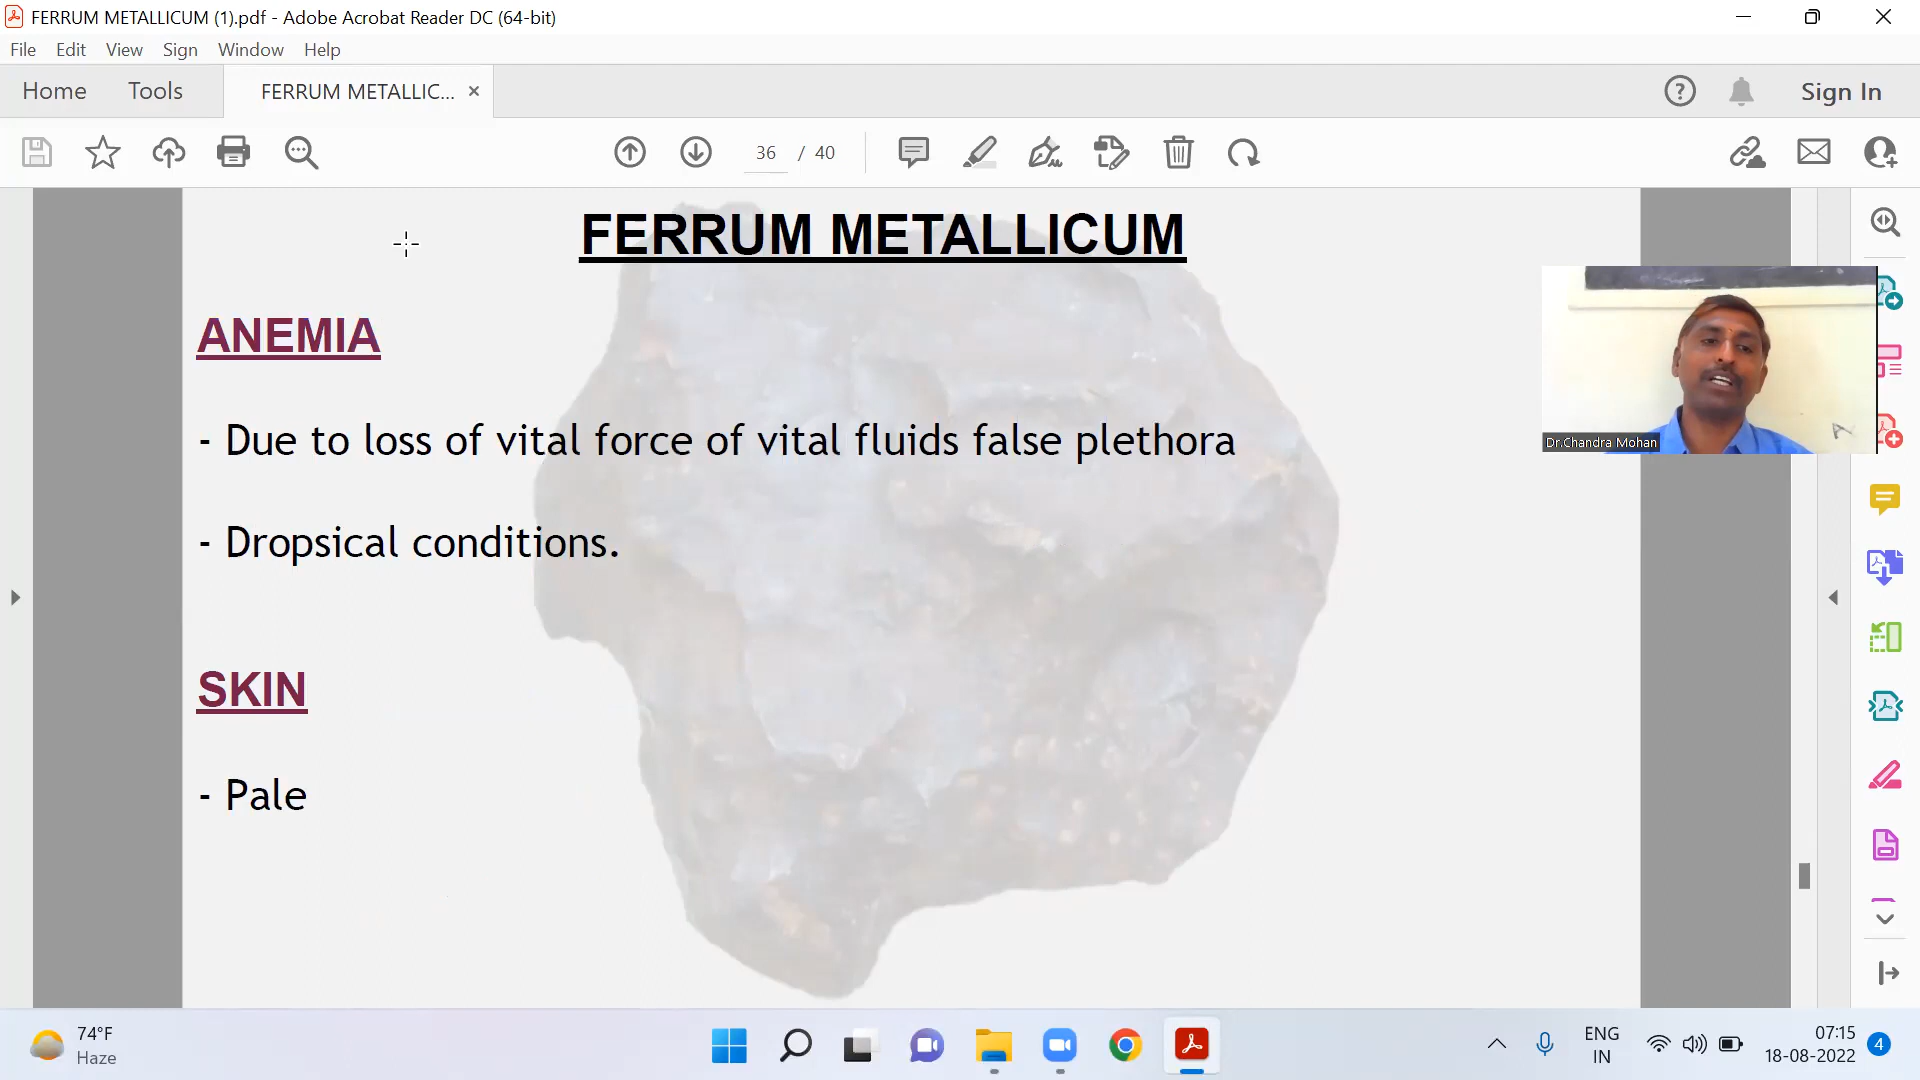 FERRUM METALLICUM (1).pdf - Adobe Acrobat Reader DC (64-bit)
File Edit View Sign Window Help
Home Tools FERRUM METALLIC... × Sign In
36 / 40
FERRUM METALLICUM
ANEMIA
- Due to loss of vital force of vital fluids false plethora
- Dropsical conditions.
Dr.Chandra Mohan
SKIN
- Pale
74°F
Haze
ENG
IN
07:15
18-08-2022
4